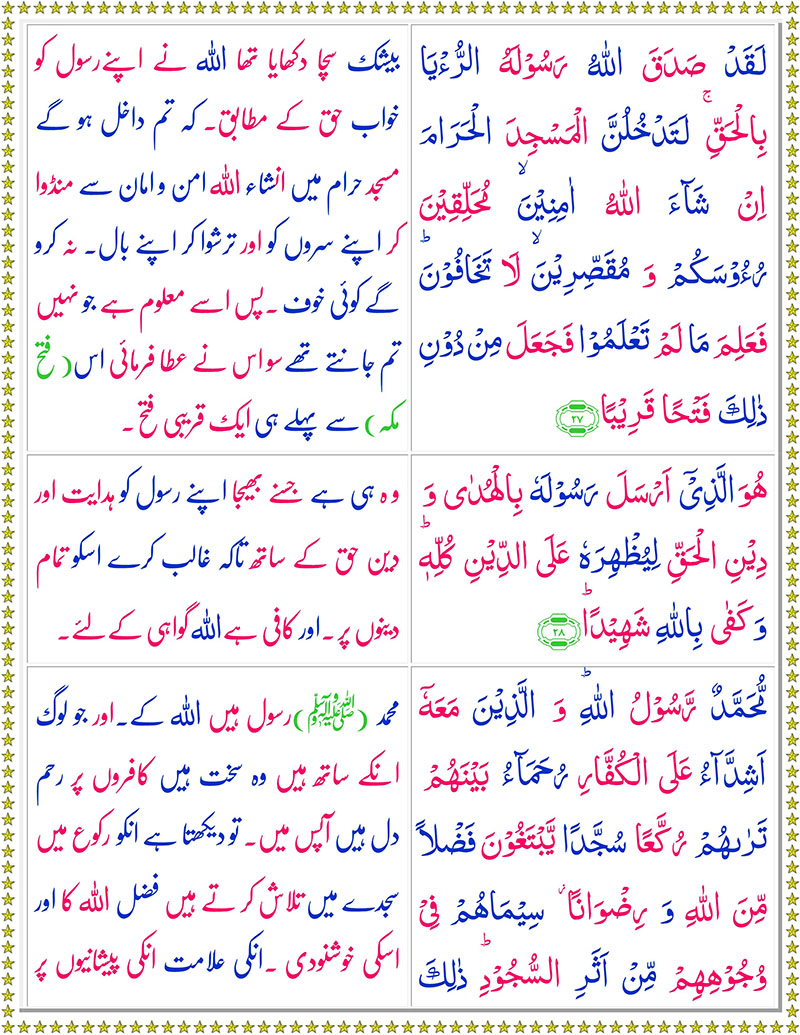 لَقَدْ صَدَقَ اللّٰهُ رَسُوْلَهُ الرُّءْيَا
بِالْحَقِّ ۚ لَتَدْخُلُنَّ الْمَسْجِدَ الْحَرَامَ
اِنْ شَآءَ اللّٰهُ اٰمِنِيْنَ ۙ مُحَلِّقِيْنَ
رُءُوْسَكُمْ وَ مُقَصِّرِيْنَ ۙ لَا تَخَافُوْنَ ؕ
فَعَلِمَ مَا لَمْ تَعْلَمُوْا فَجَعَلَ مِنْ دُوْنِ
ذٰلِكَ فَتْحًا قَرِيْبًا ﴿۲۷﴾
بیشک سچا دکھایا تھا اللہ نے اپنےرسول کو
خواب حق کے مطابق۔ کہ تم داخل ہو گے
مسجد حرام میں انشاء اللہ امن و امان سے منڈوا
کر اپنے سروں کو اور ترشوا کر اپنے بال۔ نہ کرو
گے کوئی خوف ۔پس اسے معلوم ہے جو نہیں
تم جانتے تھے سو اس نے عطا فرمائی اس (فتح
مکہ) سے پہلے ہی ایک قریبی فتح ۔
هُوَ الَّذِيْۤ اَرْسَلَ رَسُوْلَهٗ بِالْهُدٰى وَ
دِيْنِ الْحَقِّ لِيُظْهِرَهٗ عَلَى الدِّيْنِ كُلِّهٖ ؕ
وَ كَفٰى بِاللّٰهِ شَهِيْدًا ؕ ﴿۲۸﴾
وہ ہی ہے جسنے بھیجا اپنے رسول کو ہدایت اور
دین حق کے ساتھ تاکہ غالب کرے اسکو تمام
دینوں پر ۔اور کافی ہے اللہ گواہی کے لئے ۔
مُحَمَّدٌ رَّسُوْلُ اللّٰهِ ؕ وَ الَّذِيْنَ مَعَهٗۤ
اَشِدَّآءُ عَلَى الْكُفَّارِ رُحَمَآءُ بَيْنَهُمْ
تَرٰىهُمْ رُكَّعًا سُجَّدًا يَّبْتَغُوْنَ فَضْلًا
مِّنَ اللّٰهِ وَ رِضْوَانًا ؗ سِيْمَاهُمْ فِيْ
وُجُوْهِهِمْ مِّنْ اَثَرِ السُّجُوْدِ ؕ ذٰلِكَ
محمد (ﷺ) رسول ہیں اللہ کے۔اور جو لوگ
انکے ساتھ ہیں وہ سخت ہیں کافروں پر رحم
دل ہیں آپس میں۔ تو دیکھتا ہے انکو رکوع میں
سجدے میں تلاش کر تے ہیں فضل اللہ کا اور
اسکی خوشنودی ۔انکی علامت انکی پیشانیوں پر